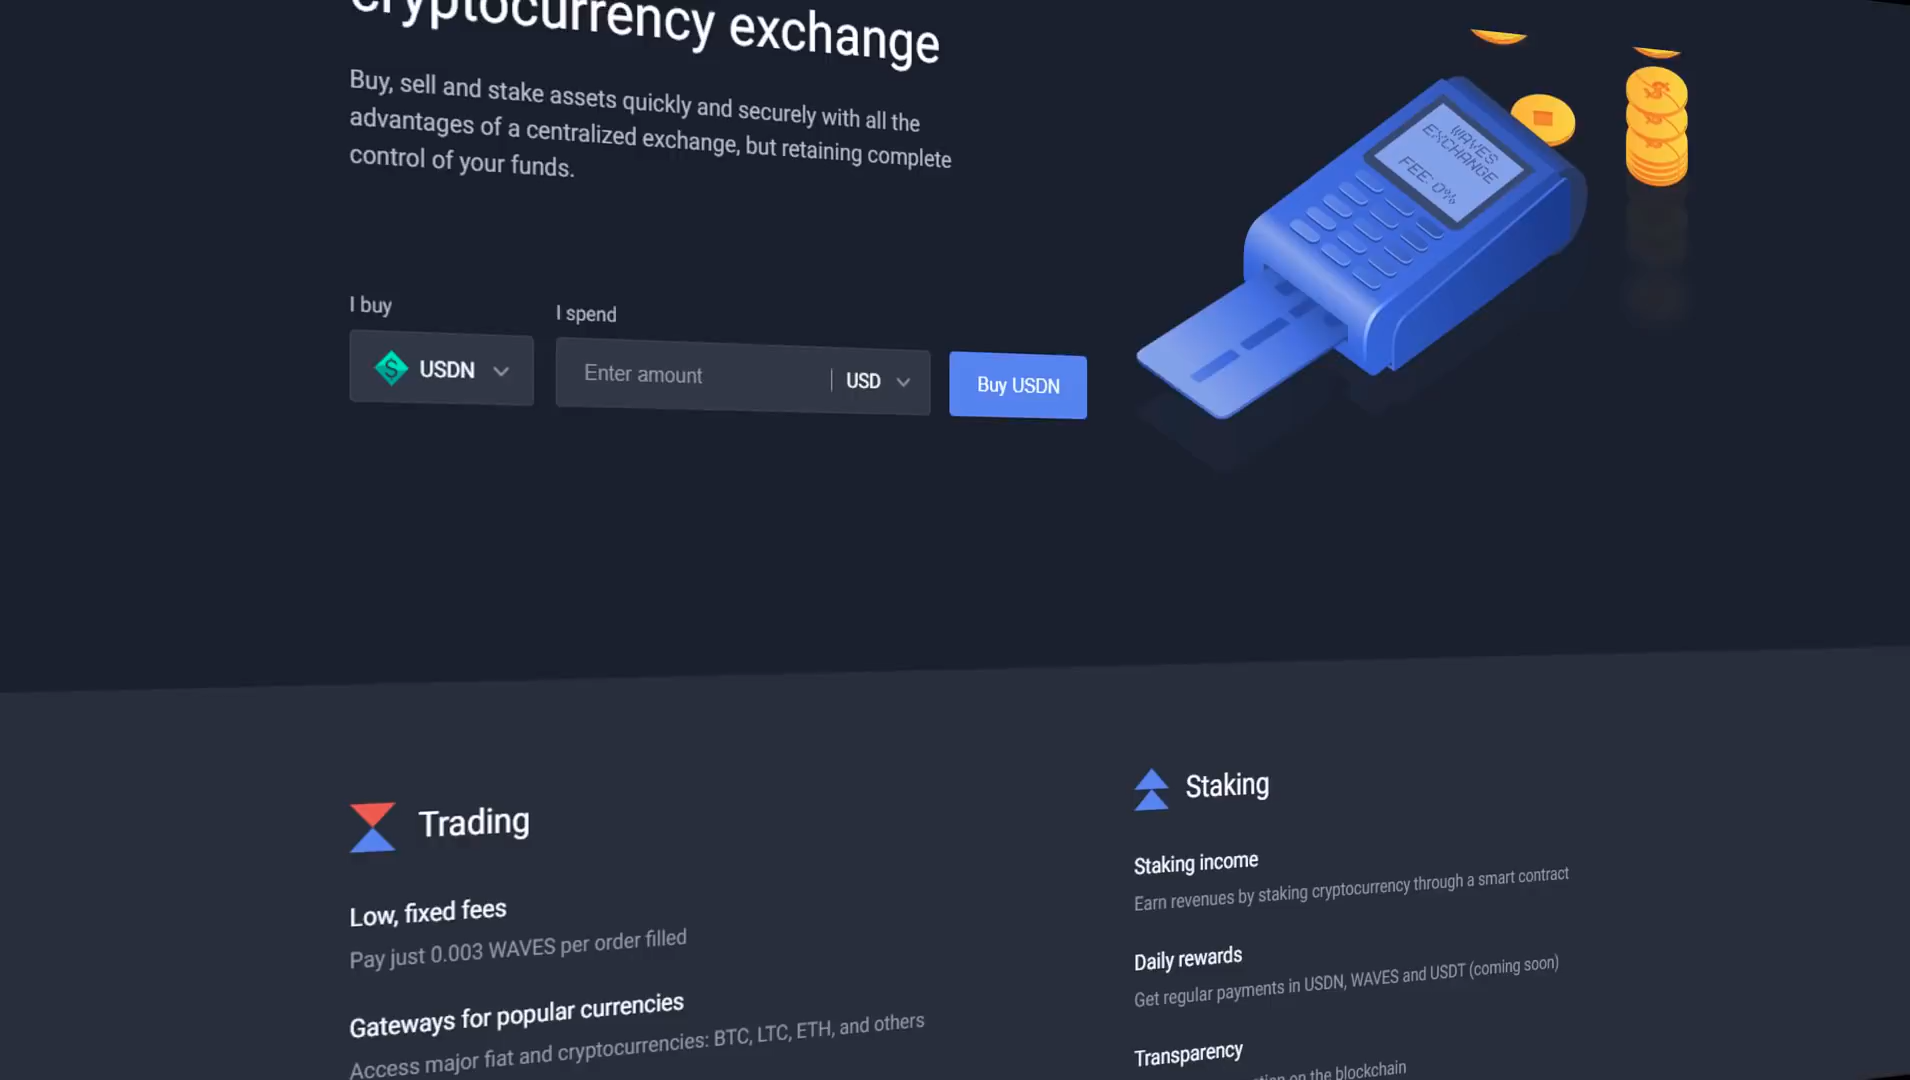 Cryptocurrency exchange
Buy, sell and stake assets quickly and securely with all the
advantages of a centralized exchange, but retaining complete
control of your funds.
WAVES
EXCHANGE
FEE: 0%
I buy
I spend
USDN
Enter amount
USD
Buy USDN
Trading
Low, fixed fees
Pay just 0.003 WAVES per order filled
Gateways for popular currencies
Access major fiat and cryptocurrencies: BTC, LTC, ETH, and others
Staking
Staking income
Earn revenues by staking cryptocurrency through a smart contract
Daily rewards
Get regular payments in USDN, WAVES and USDT (coming soon)
Transparency
on the blockchain